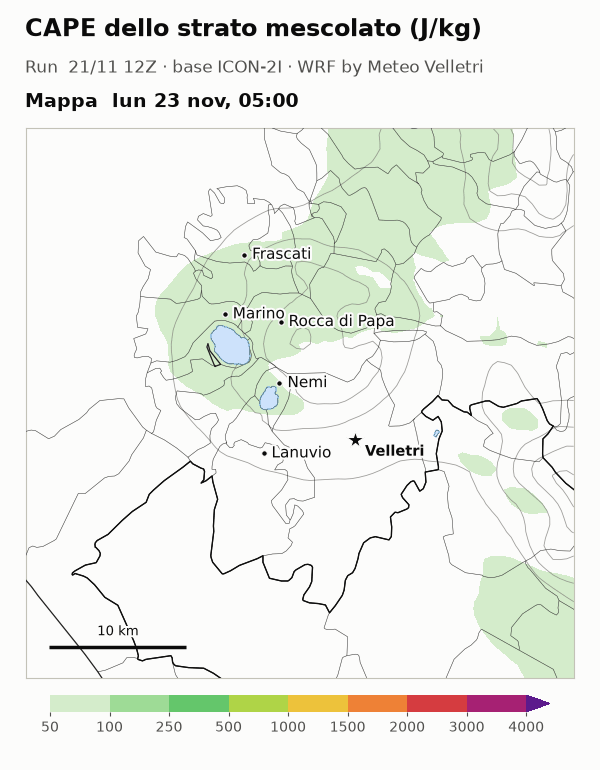 CAPE dello strato mescolato (J/kg)
Run  21/11 12Z · base ICON-2I · WRF by Meteo Velletri
Mappa  lun 23 nov, 05:00
Frascati
Marino
Rocca di Papa
Nemi
Velletri
Lanuvio
10 km
50 100 250 500 1000 1500 2000 3000 4000